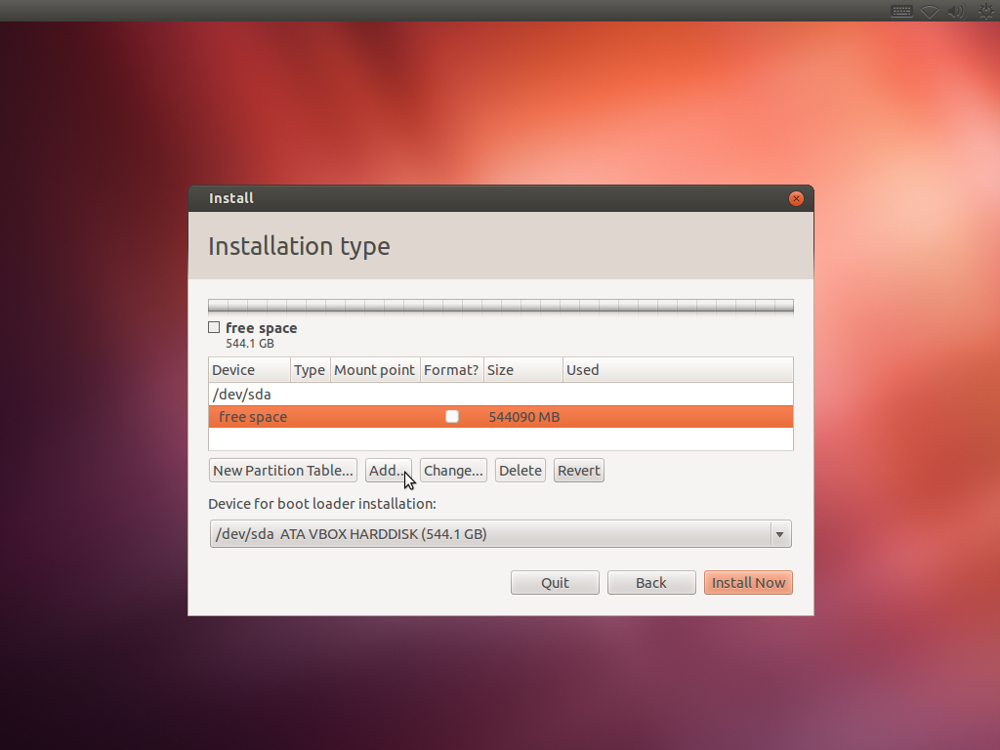 Install
Installation type
free space
544.1 GB
Device Type Mount point Format? Size Used
/dev/sda
free space 544090 MB
New Partition Table... Add... Change... Delete Revert
Device for boot loader installation:
/dev/sda ATA VBOX HARDDISK (544.1 GB)
Quit Back Install Now